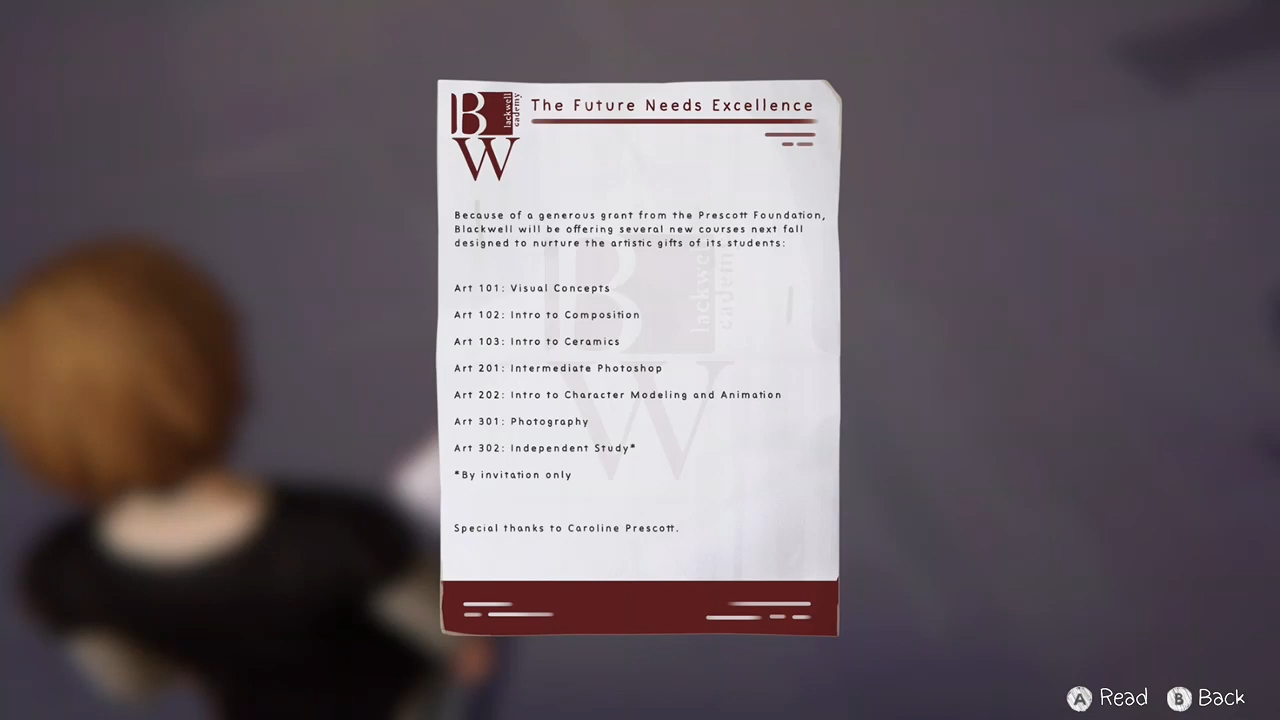 B lackwell cademy
W
The Future Needs Excellence
Because of a generous grant from the Prescott Foundation,
Blackwell will be offering several new courses next fall
designed to nurture the artistic gifts of its students:
Art 101: Visual Concepts
Art 102: Intro to Composition
Art 103: Intro to Ceramics
Art 201: Intermediate Photoshop
Art 202: Intro to Character Modeling and Animation
Art 301: Photography
Art 302: Independent Study*
*By invitation only
Special thanks to Caroline Prescott.
B lackwell cademy
W
A Read B Back